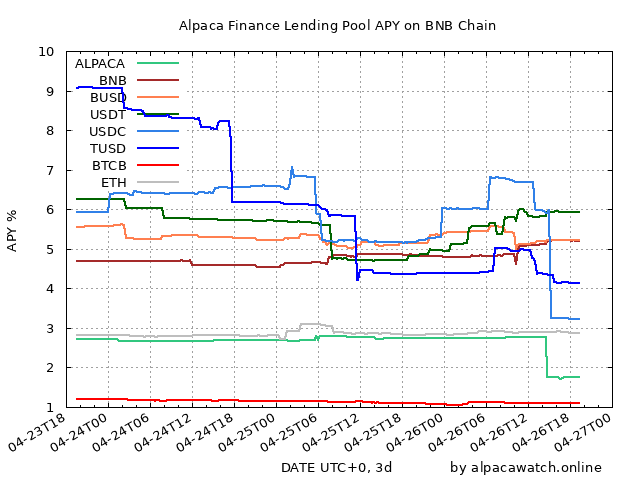 Alpaca Finance Lending Pool APY on BNB Chain
10
9
8
7
6
5
4
3
2
1
APY %
ALPACA
BNB
BUSD
USDT
USDC
TUSD
BTCB
ETH
04-23T18
04-24T00
04-24T06
04-24T12
04-24T18
04-25T00
04-25T06
04-25T12
04-25T18
04-26T00
04-26T06
04-26T12
04-26T18
04-27T00
DATE UTC+0, 3d
by alpacawatch.online